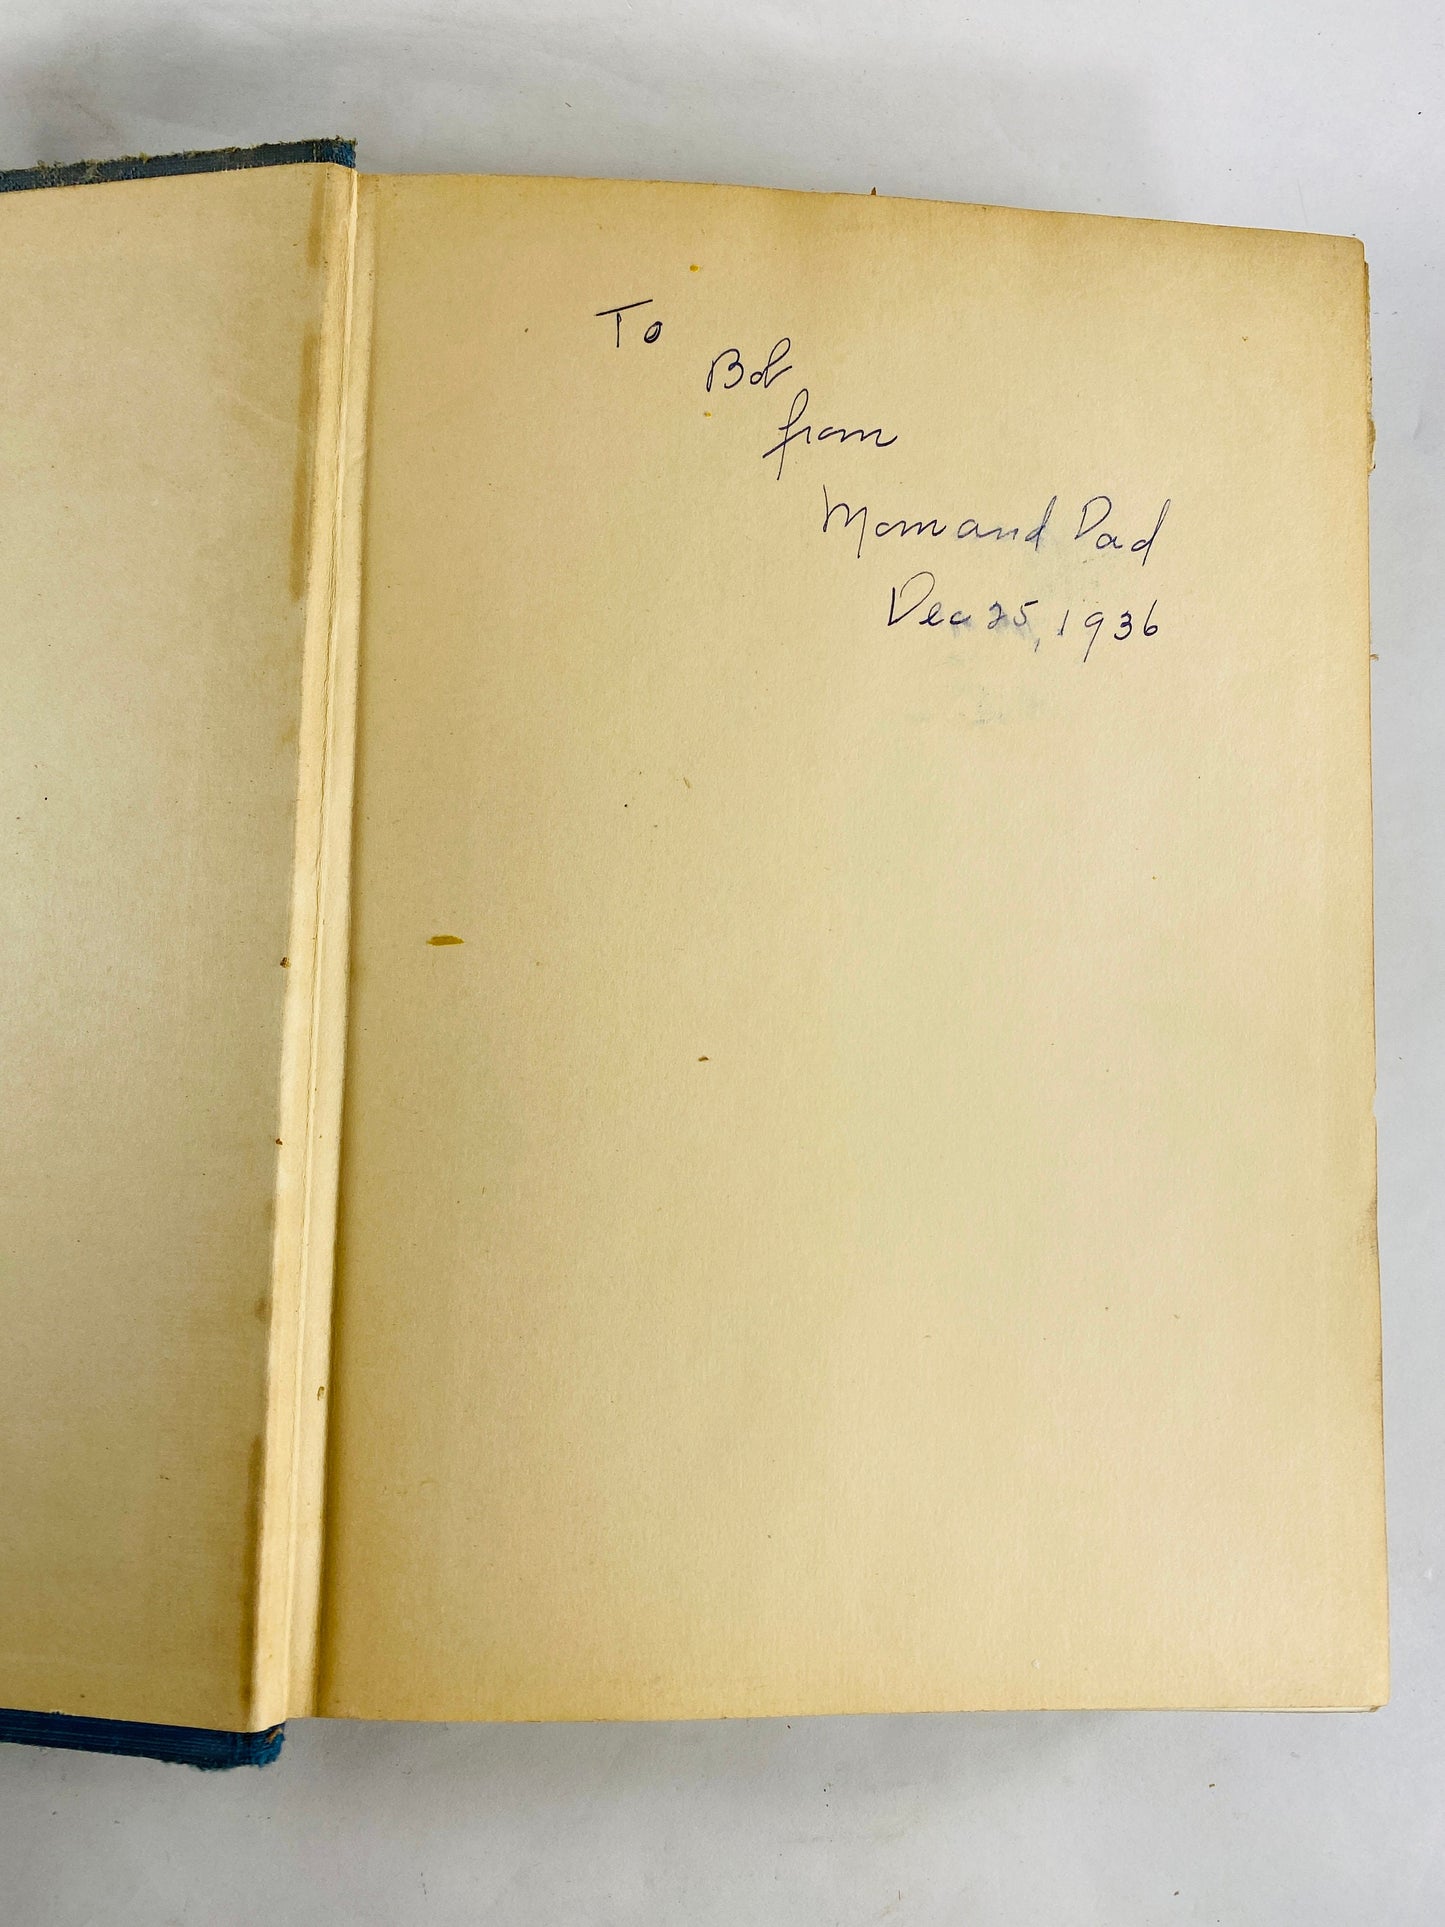 To
Bob
from
Mom and Dad
Dec 25, 1936